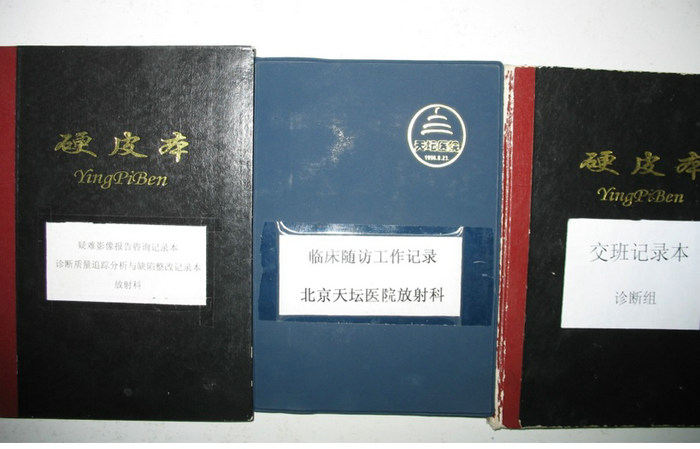 硬皮本
YingPiBen
疑难影像报告咨询记录本
诊断质量追踪分析与缺陷整改记录本
放射科
天坛医院
1956.8.23
临床随访工作记录
北京天坛医院放射科
硬皮本
YingPiBen
交班记录本
诊断组